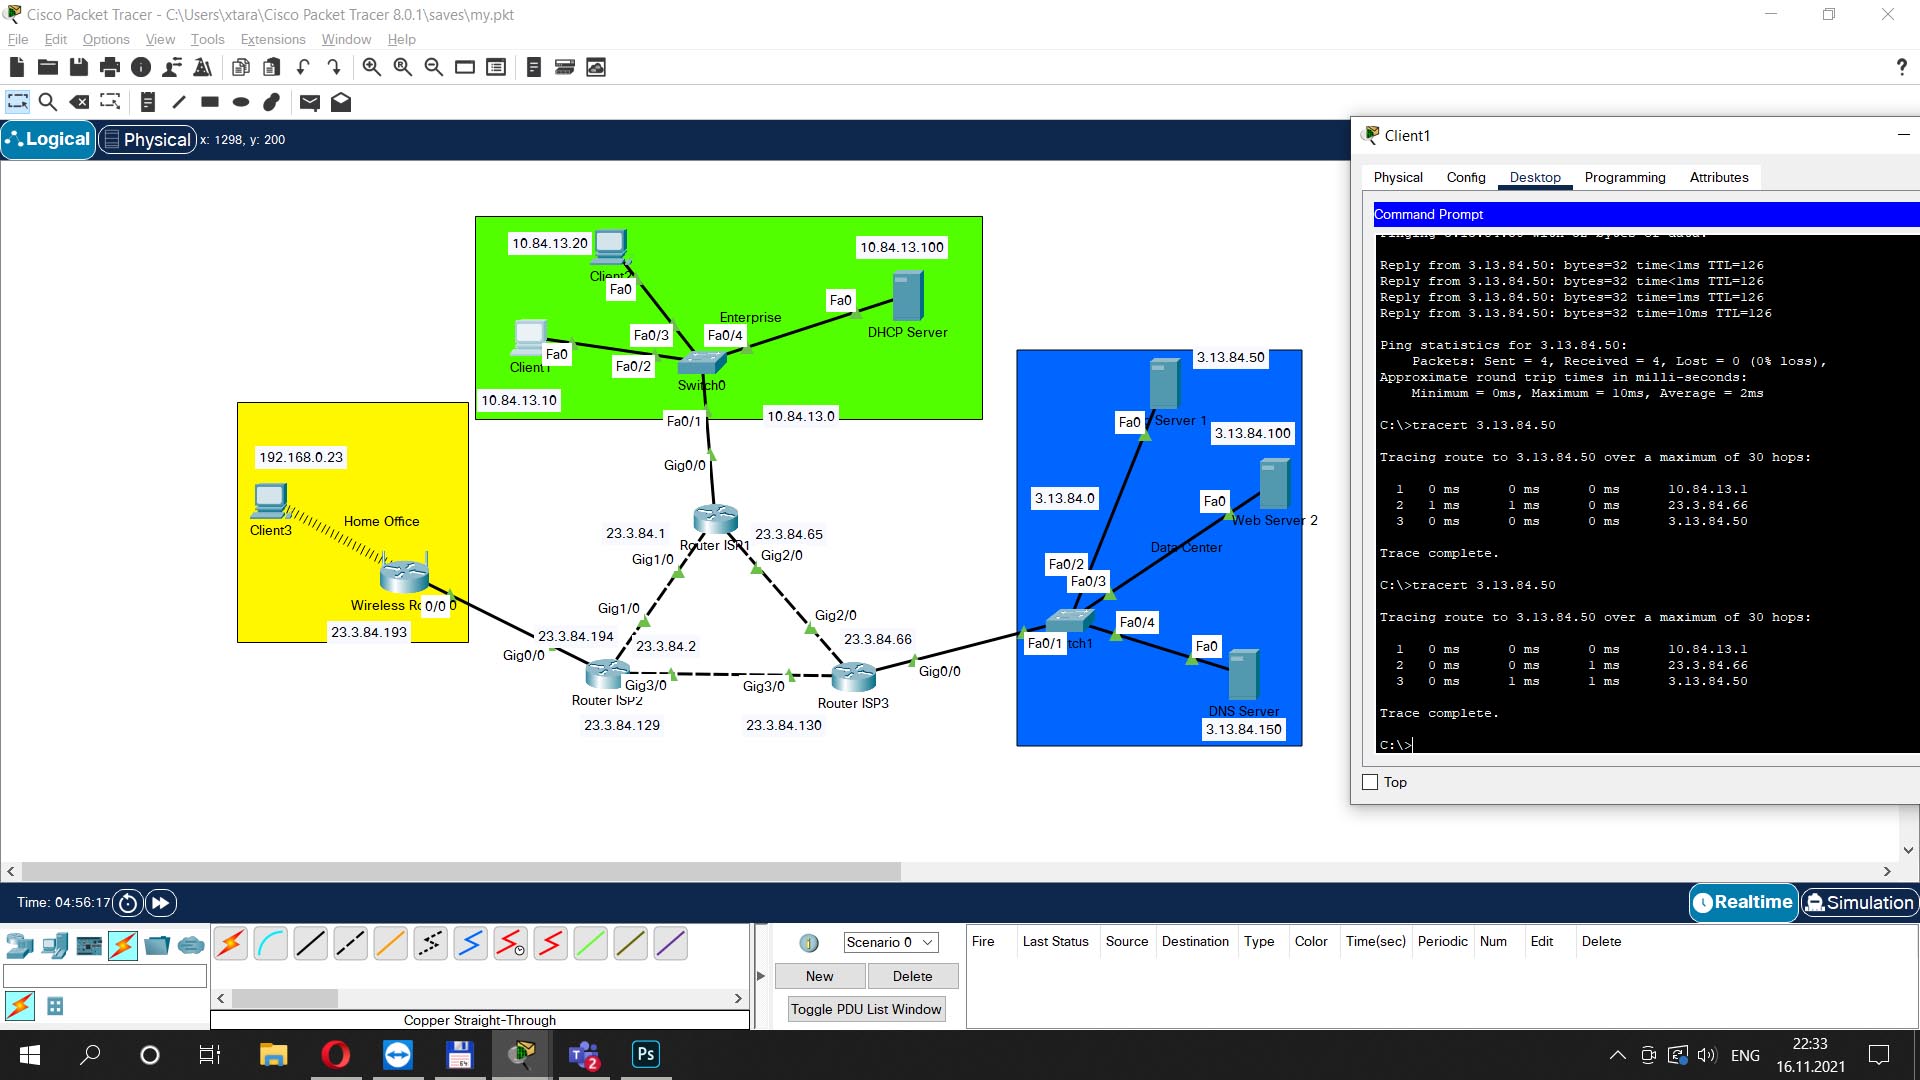 Cisco Packet Tracer - C:\Users\xtara\Cisco Packet Tracer 8.0.1\saves\my.pkt
File Edit Options View Tools Extensions Window Help
?
Logical Physical x: 1298, y: 200
10.84.13.20
Client2
Fa0
10.84.13.100
Fa0
DHCP Server
Enterprise
Fa0/3
Fa0/4
Fa0
Client1
Fa0/2
Switch0
10.84.13.10
Fa0/1
10.84.13.0
Gig0/0
192.168.0.23
Client3
Home Office
Wireless Ro
0/0 0
23.3.84.193
23.3.84.1
Router ISP1
23.3.84.65
Gig1/0
Gig2/0
Gig1/0
Gig2/0
23.3.84.194
23.3.84.2
23.3.84.66
Gig0/0
Gig3/0
Gig3/0
Gig0/0
Router ISP2
Router ISP3
23.3.84.129
23.3.84.130
3.13.84.50
Fa0
Server 1
3.13.84.100
3.13.84.0
Fa0
Web Server 2
Data Center
Fa0/2
Fa0/3
Fa0/4
Fa0/1
tch1
Fa0
DNS Server
3.13.84.150
Client1
Physical Config Desktop Programming Attributes
Command Prompt
Pinging 3.13.84.50 with 32 bytes of data:
Reply from 3.13.84.50: bytes=32 time<1ms TTL=126
Reply from 3.13.84.50: bytes=32 time<1ms TTL=126
Reply from 3.13.84.50: bytes=32 time=1ms TTL=126
Reply from 3.13.84.50: bytes=32 time=10ms TTL=126
Ping statistics for 3.13.84.50:
Packets: Sent = 4, Received = 4, Lost = 0 (0% loss),
Approximate round trip times in milli-seconds:
Minimum = 0ms, Maximum = 10ms, Average = 2ms
C:\>tracert 3.13.84.50
Tracing route to 3.13.84.50 over a maximum of 30 hops:
1 0 ms 0 ms 0 ms 10.84.13.1
2 1 ms 1 ms 0 ms 23.3.84.66
3 0 ms 0 ms 0 ms 3.13.84.50
Trace complete.
C:\>tracert 3.13.84.50
Tracing route to 3.13.84.50 over a maximum of 30 hops:
1 0 ms 0 ms 0 ms 10.84.13.1
2 0 ms 0 ms 1 ms 23.3.84.66
3 0 ms 1 ms 1 ms 3.13.84.50
Trace complete.
C:\>
Top
Time: 04:56:17
Realtime Simulation
Scenario 0
New Delete
Toggle PDU List Window
Fire Last Status Source Destination Type Color Time(sec) Periodic Num Edit Delete
Copper Straight-Through
64
Ps
2
ENG
22:33
16.11.2021